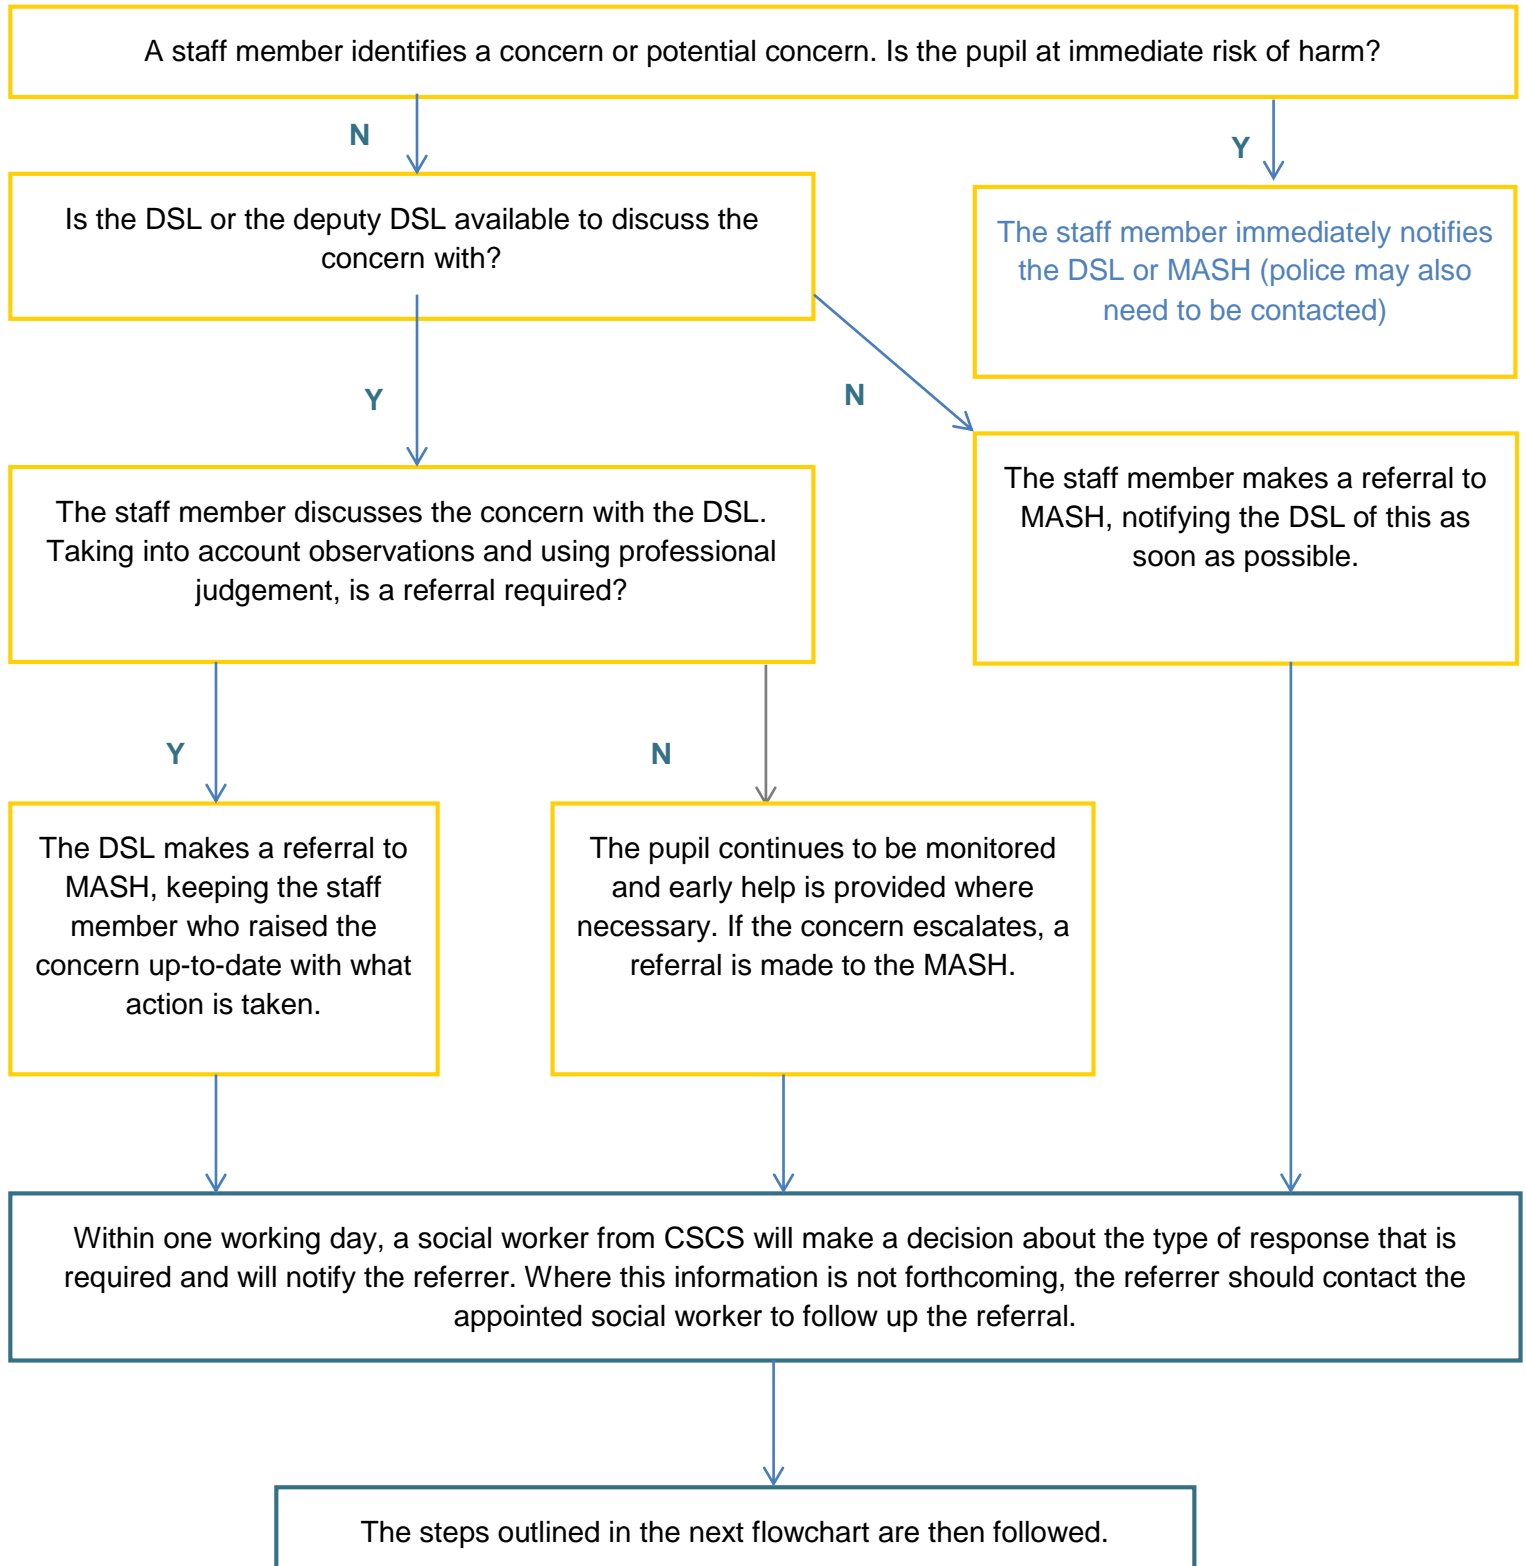 A staff member identifies a concern or potential concern. Is the pupil at immediate risk of harm?
N
Y
Is the DSL or the deputy DSL available to discuss the
concern with?
The staff member immediately notifies
the DSL or MASH (police may also
need to be contacted)
Y
N
The staff member discusses the concern with the DSL.
Taking into account observations and using professional
judgement, is a referral required?
The staff member makes a referral to
MASH, notifying the DSL of this as
soon as possible.
Y
N
The DSL makes a referral to
MASH, keeping the staff
member who raised the
concern up-to-date with what
action is taken.
The pupil continues to be monitored
and early help is provided where
necessary. If the concern escalates, a
referral is made to the MASH.
Within one working day, a social worker from CSCS will make a decision about the type of response that is
required and will notify the referrer. Where this information is not forthcoming, the referrer should contact the
appointed social worker to follow up the referral.
The steps outlined in the next flowchart are then followed.